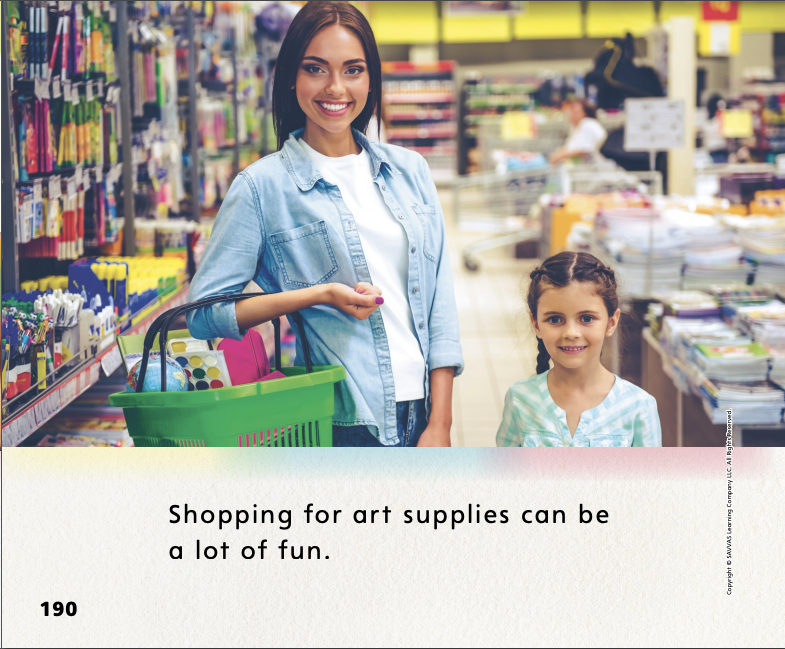 Shopping for art supplies can be
a lot of fun.
190
Copyright © SAVVAS Learning Company LLC. All Rights Reserved.